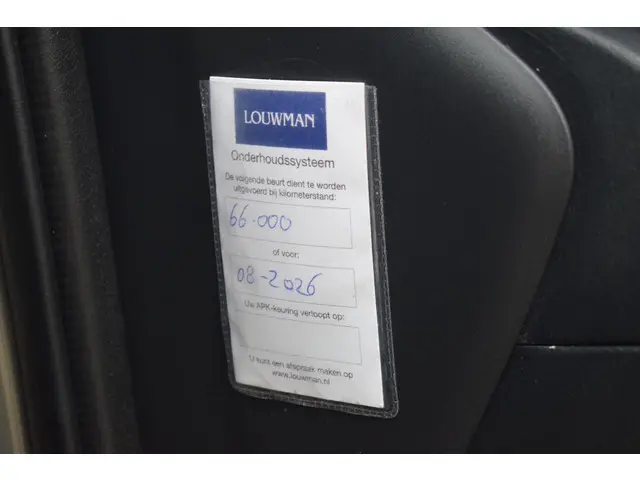 LOUWMAN
Onderhoudssysteem
De volgende beurt dient te worden
uitgevoerd bij kilometerstand:
66.000
of voor:
08-2026
Uw APK-keuring verloopt op:
U kunt een afspraak maken op
www.louwman.nl